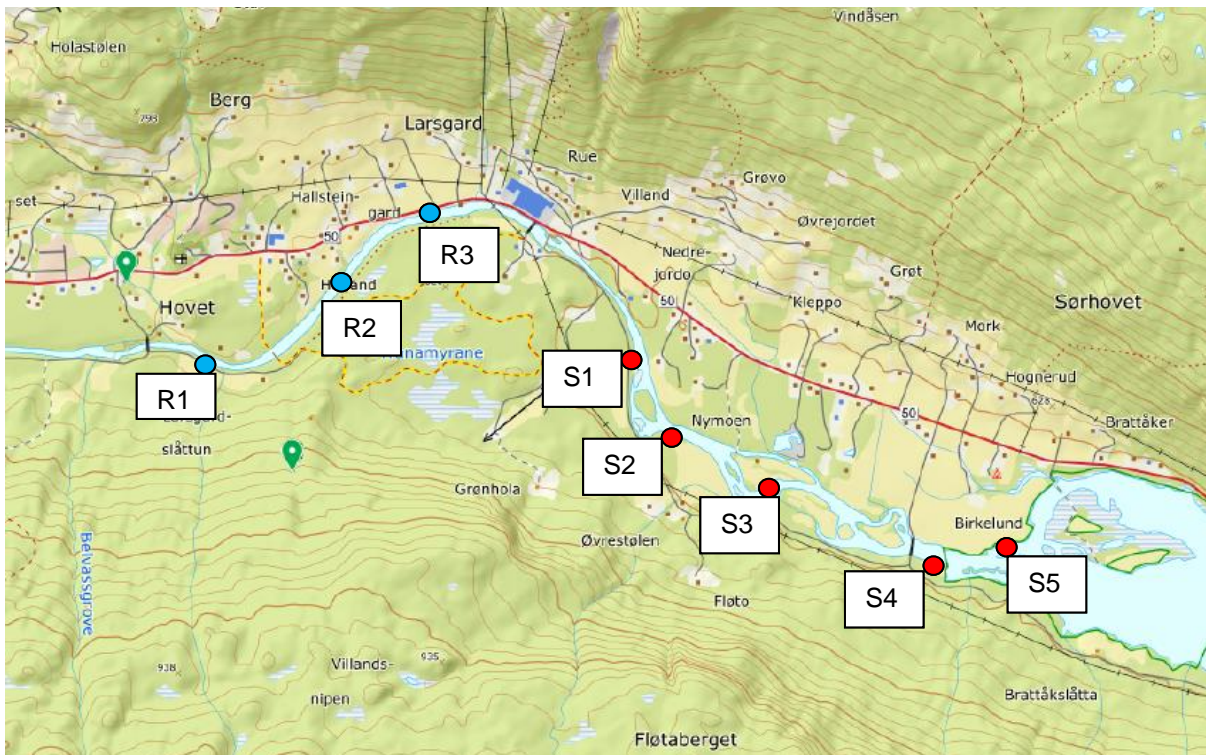 Vindåsen
Holastølen
Berg
798
Larsgard
Rue
Grøvo
Villand
Hallstein-
gard
set
50
Øvrejordet
R3
Nedre-
jordo
Grøt
Hovet
R2
50
Kleppo
Sørhovet
Mork
R1
S1
Hognerud
628
slåttun
Nymoen
50
Brattåker
S2
Grønhola
S3
Birkelund
Øvrestølen
Fløto
S4
S5
Belvassgrove
938
Villands-
nipen
935
Brattåkslåtta
Fløtaberget